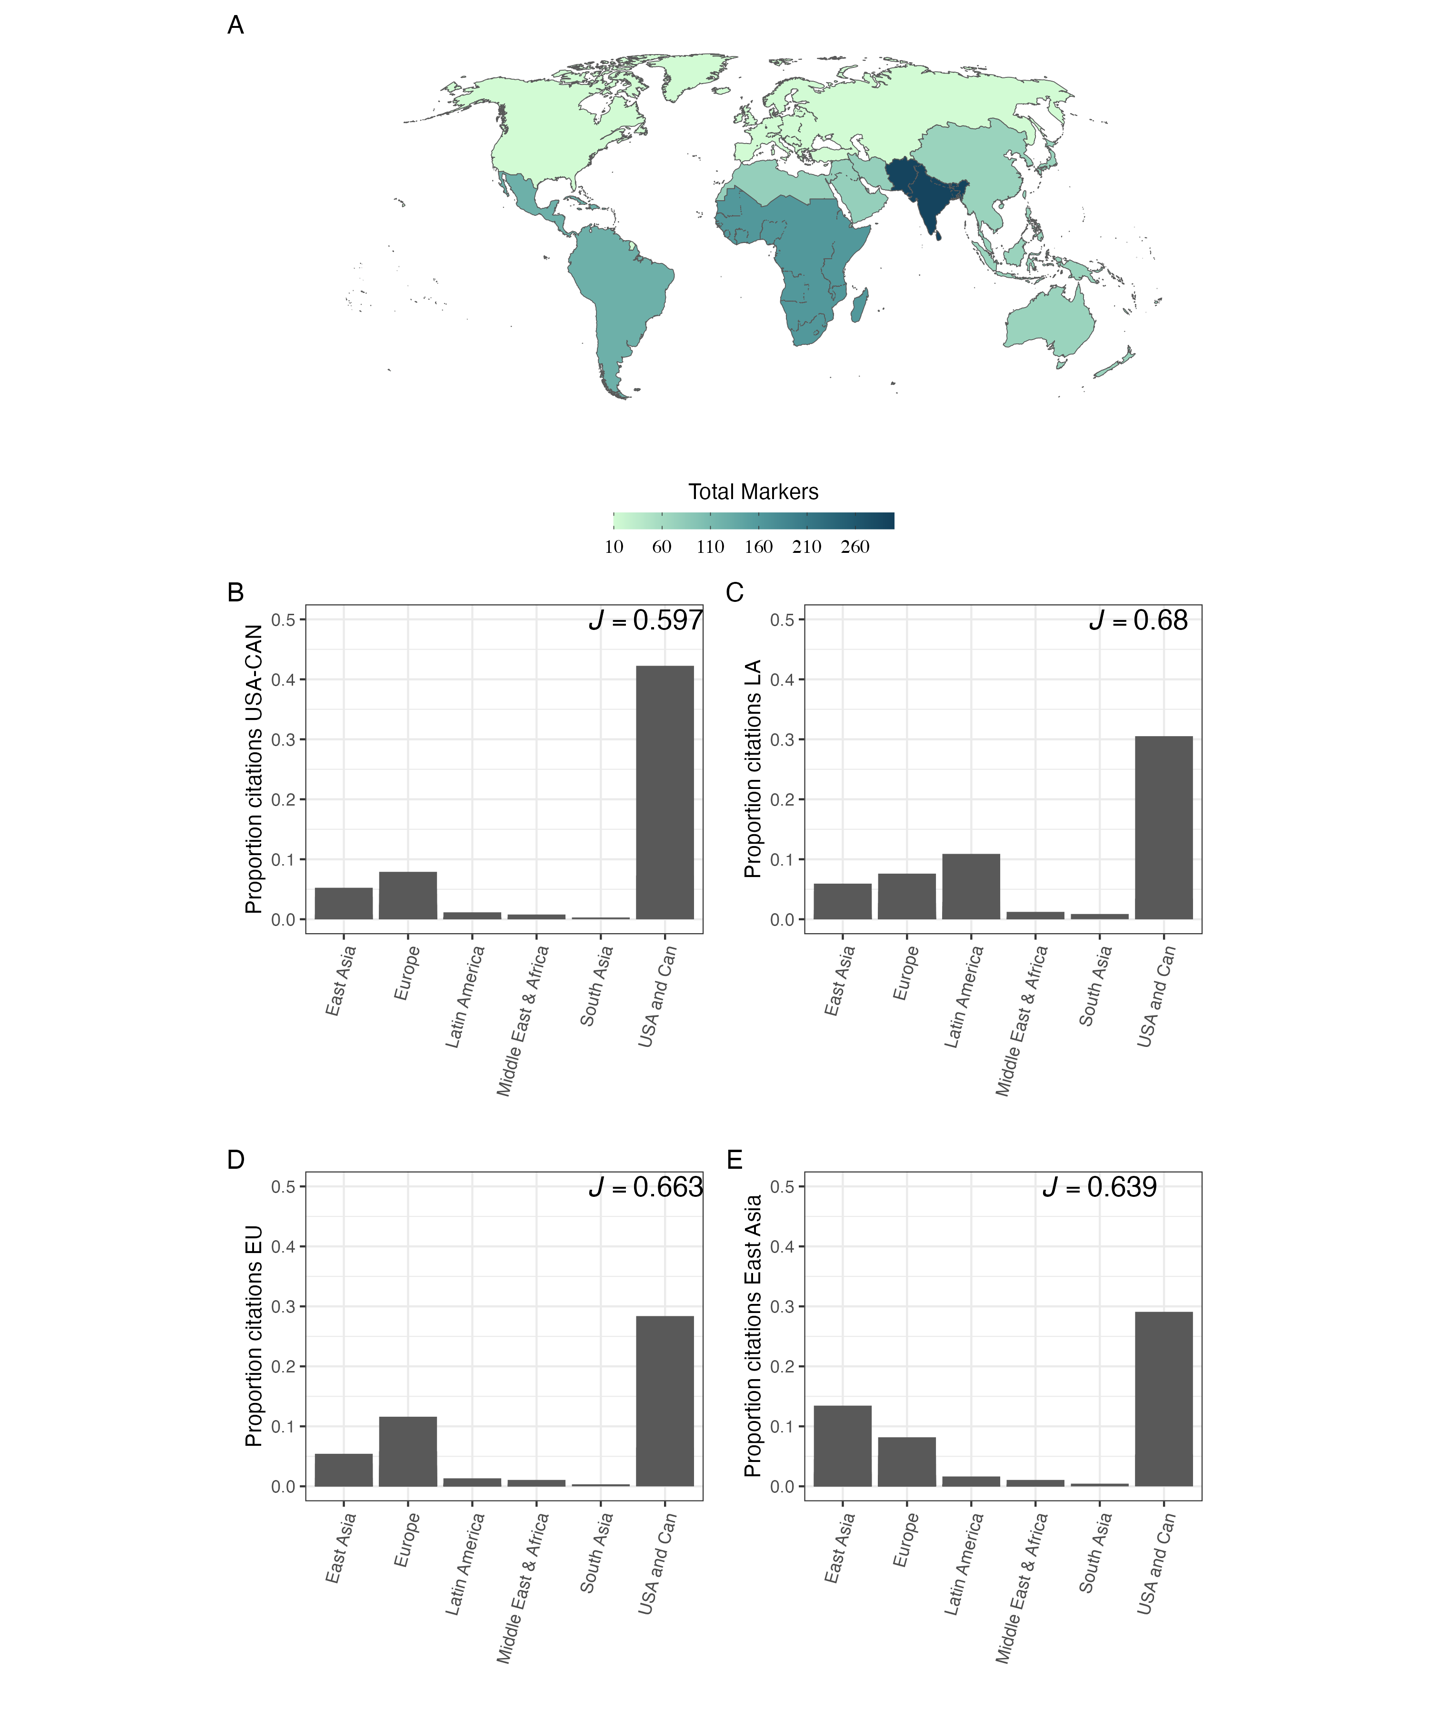 A
Total Markers
10 60 110 160 210 260
B
J = 0.597
Proportion citations USA-CAN
0.5
0.4
0.3
0.2
0.1
0.0
East Asia
Europe
Latin America
Middle East & Africa
South Asia
USA and Can
C
J = 0.68
Proportion citations LA
0.5
0.4
0.3
0.2
0.1
0.0
East Asia
Europe
Latin America
Middle East & Africa
South Asia
USA and Can
D
J = 0.663
Proportion citations EU
0.5
0.4
0.3
0.2
0.1
0.0
East Asia
Europe
Latin America
Middle East & Africa
South Asia
USA and Can
E
J = 0.639
Proportion citations East Asia
0.5
0.4
0.3
0.2
0.1
0.0
East Asia
Europe
Latin America
Middle East & Africa
South Asia
USA and Can